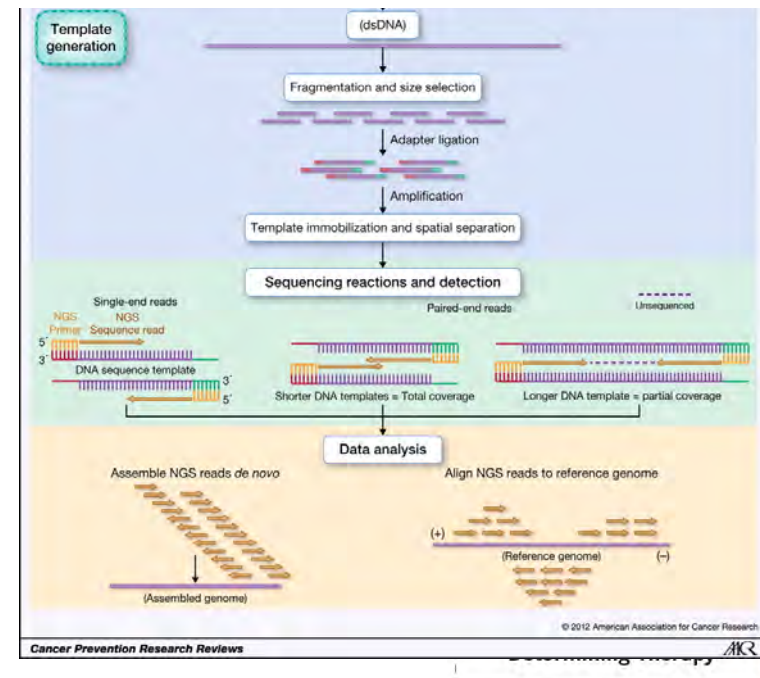 Template
generation
(dsDNA)
Fragmentation and size selection
Adapter ligation
Amplification
Template immobilization and spatial separation
Sequencing reactions and detection
Single-end reads
Paired-end reads
Unsequenced
NGS
Primer
NGS
Sequence read
5´
3´
DNA sequence template
3´
5´
Shorter DNA templates = Total coverage
Longer DNA template = partial coverage
Data analysis
Assemble NGS reads de novo
Align NGS reads to reference genome
(+)
(Reference genome)
(–)
(Assembled genome)
© 2012 American Association for Cancer Research
Cancer Prevention Research Reviews
AACR